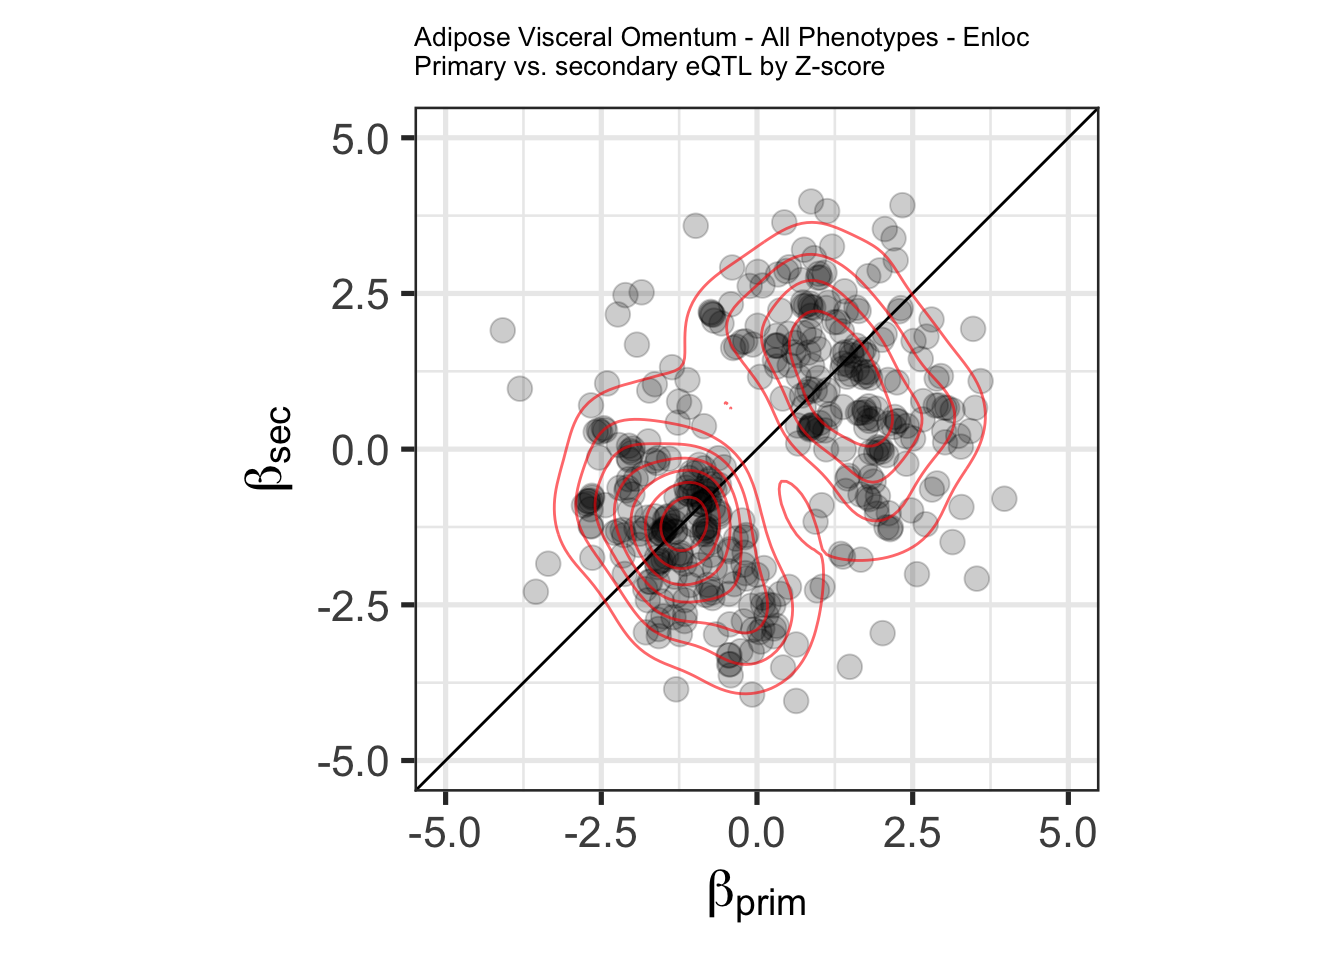 Adipose Visceral Omentum - All Phenotypes - Enloc
Primary vs. secondary eQTL by Z-score
5.0
2.5
0.0
-2.5
-5.0
βsec
-5.0 -2.5 0.0 2.5 5.0
βprim